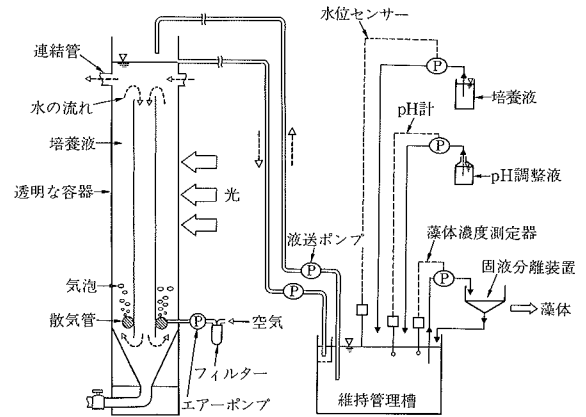 水位センサー
連結管
水の流れ
培養液
透明な容器
光
気泡
散気管
空気
フィルター
エアーポンプ
液送ポンプ
P
P
P
P
P
P
培養液
pH計
pH調整液
藻体濃度測定器
固液分離装置
藻体
維持管理槽